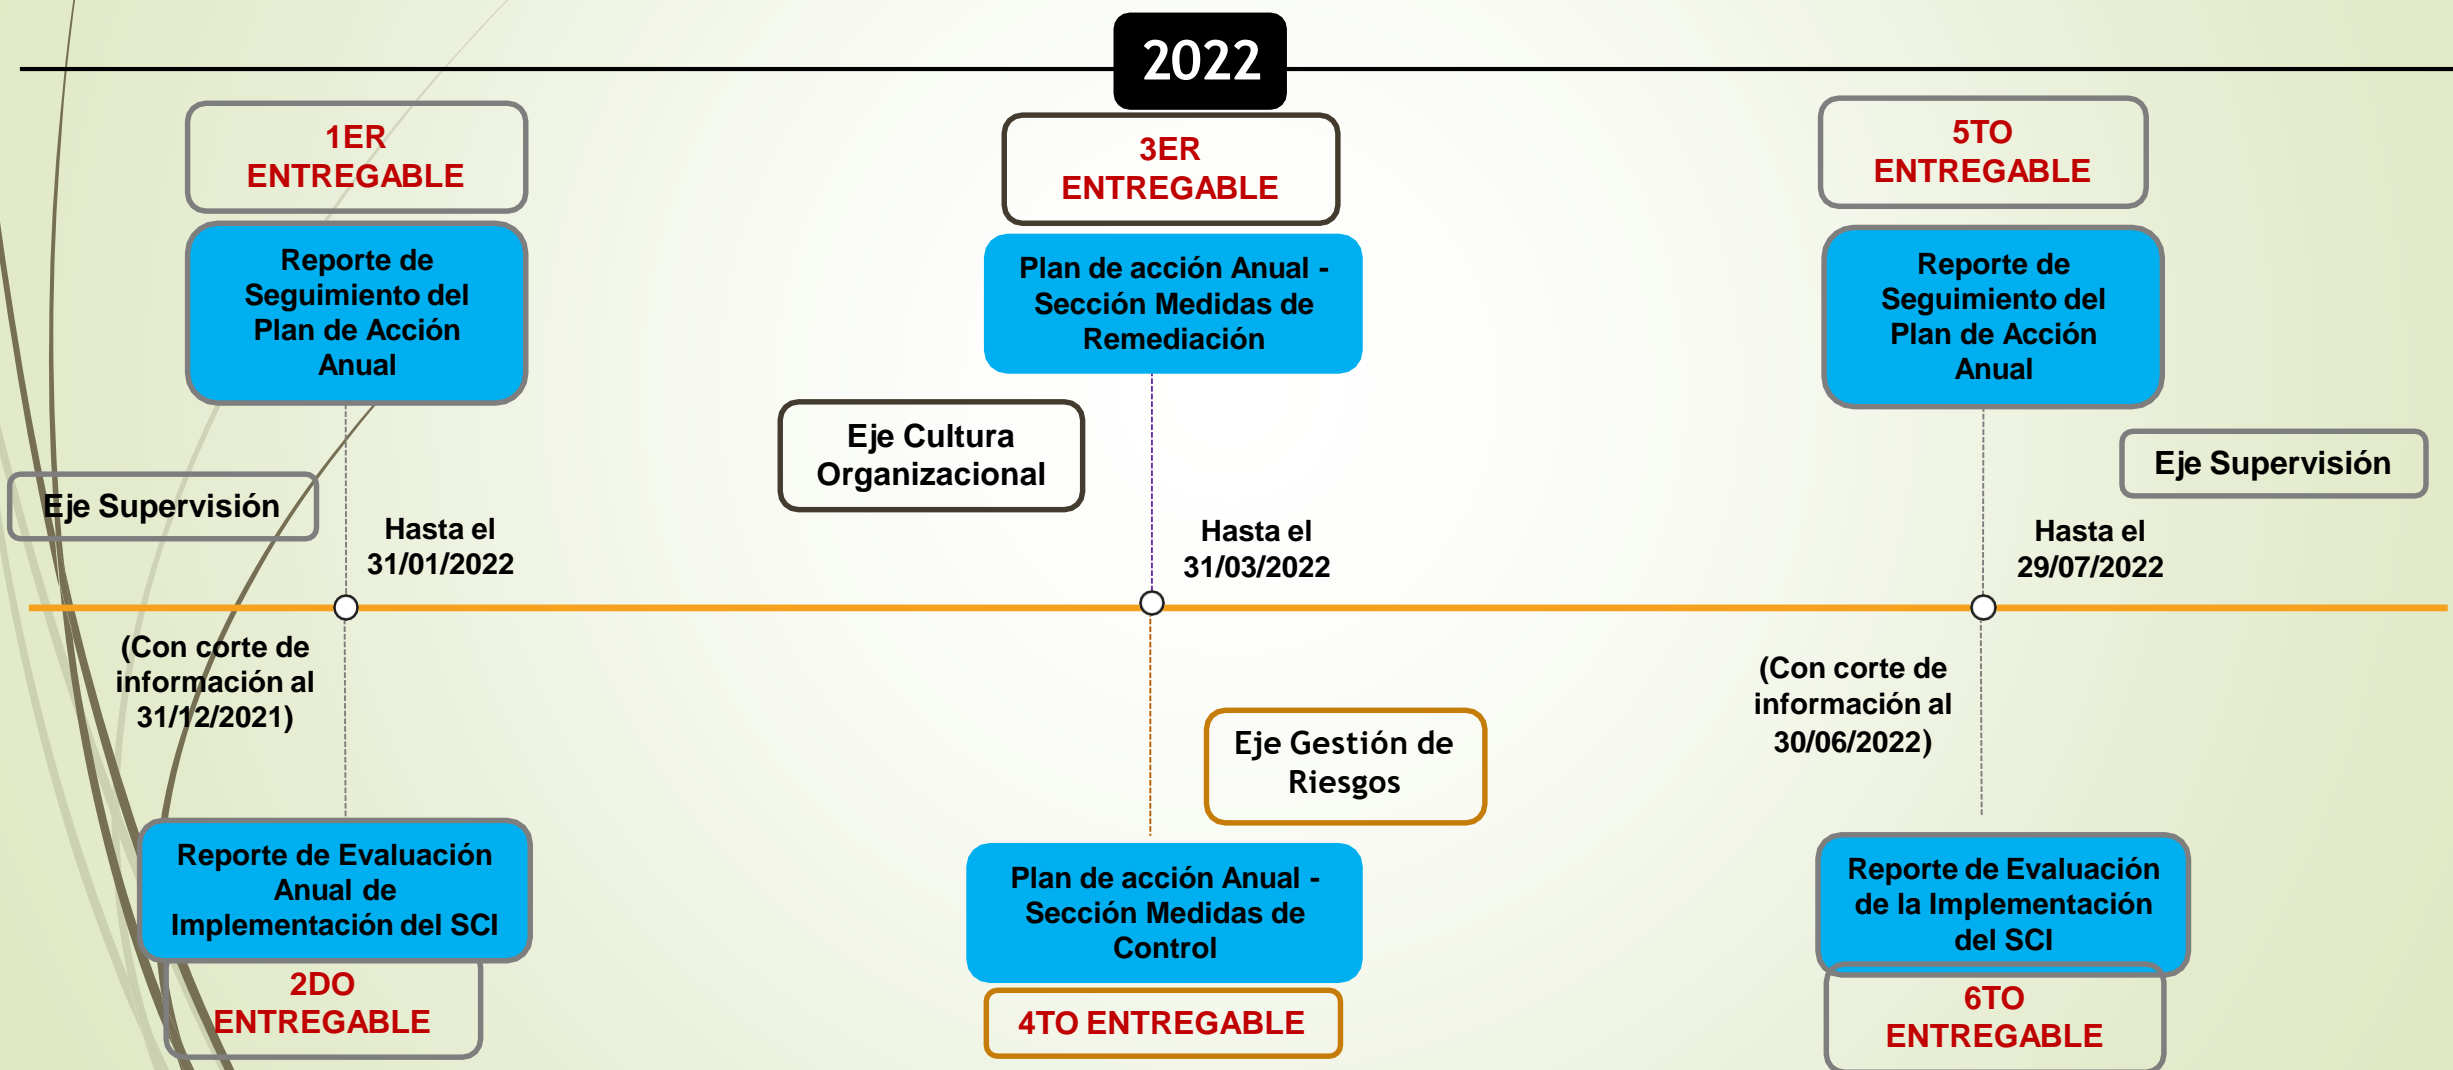 2022
1ER
ENTREGABLE
Reporte de
Seguimiento del
Plan de Acción
Anual
Eje Supervisión
Hasta el
31/01/2022
(Con corte de
información al
31/12/2021)
Reporte de Evaluación
Anual de
Implementación del SCI
2DO
ENTREGABLE
3ER
ENTREGABLE
Plan de acción Anual -
Sección Medidas de
Remediación
Eje Cultura
Organizacional
Hasta el
31/03/2022
Eje Gestión de
Riesgos
Plan de acción Anual -
Sección Medidas de
Control
4TO ENTREGABLE
5TO
ENTREGABLE
Reporte de
Seguimiento del
Plan de Acción
Anual
Eje Supervisión
Hasta el
29/07/2022
(Con corte de
información al
30/06/2022)
Reporte de Evaluación
de la Implementación
del SCI
6TO
ENTREGABLE